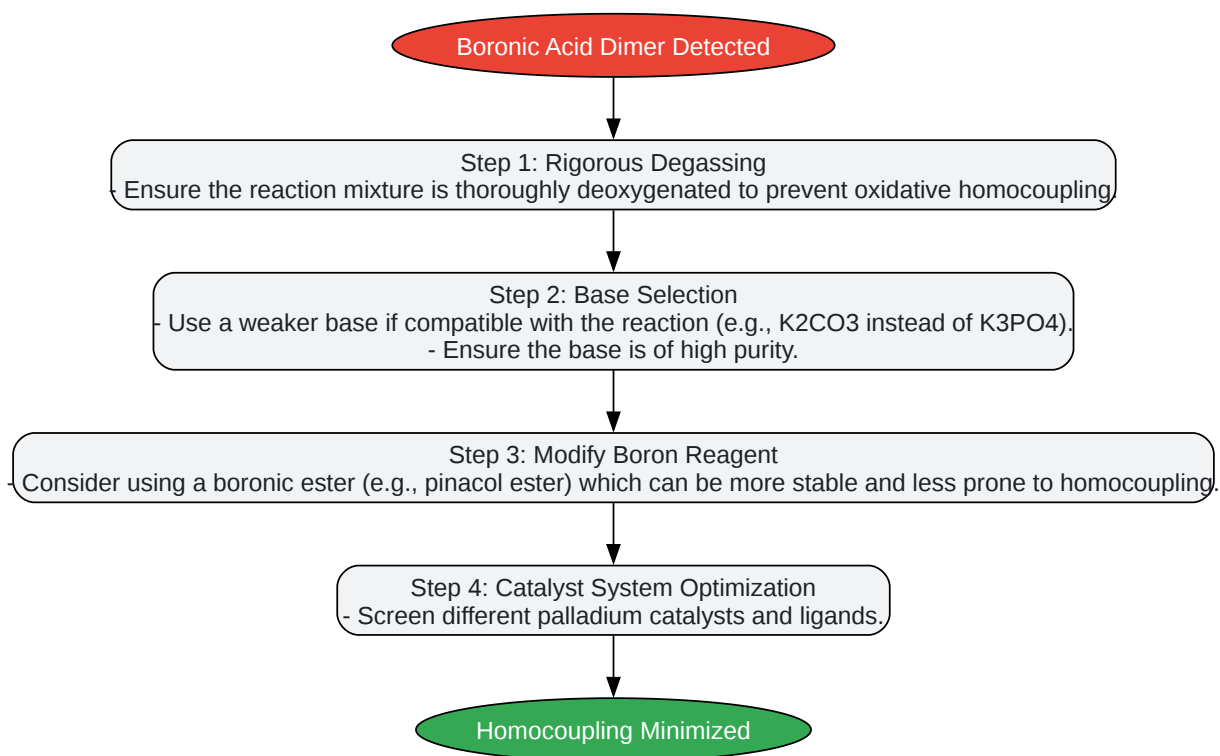 Boronic Acid Dimer Detected
Step 1: Rigorous Degassing
- Ensure the reaction mixture is thoroughly deoxygenated to prevent oxidative homocoupling.
Step 2: Base Selection
- Use a weaker base if compatible with the reaction (e.g., K2CO3 instead of K3PO4).
- Ensure the base is of high purity.
Step 3: Modify Boron Reagent
- Consider using a boronic ester (e.g., pinacol ester) which can be more stable and less prone to homocoupling.
Step 4: Catalyst System Optimization
- Screen different palladium catalysts and ligands.
Homocoupling Minimized